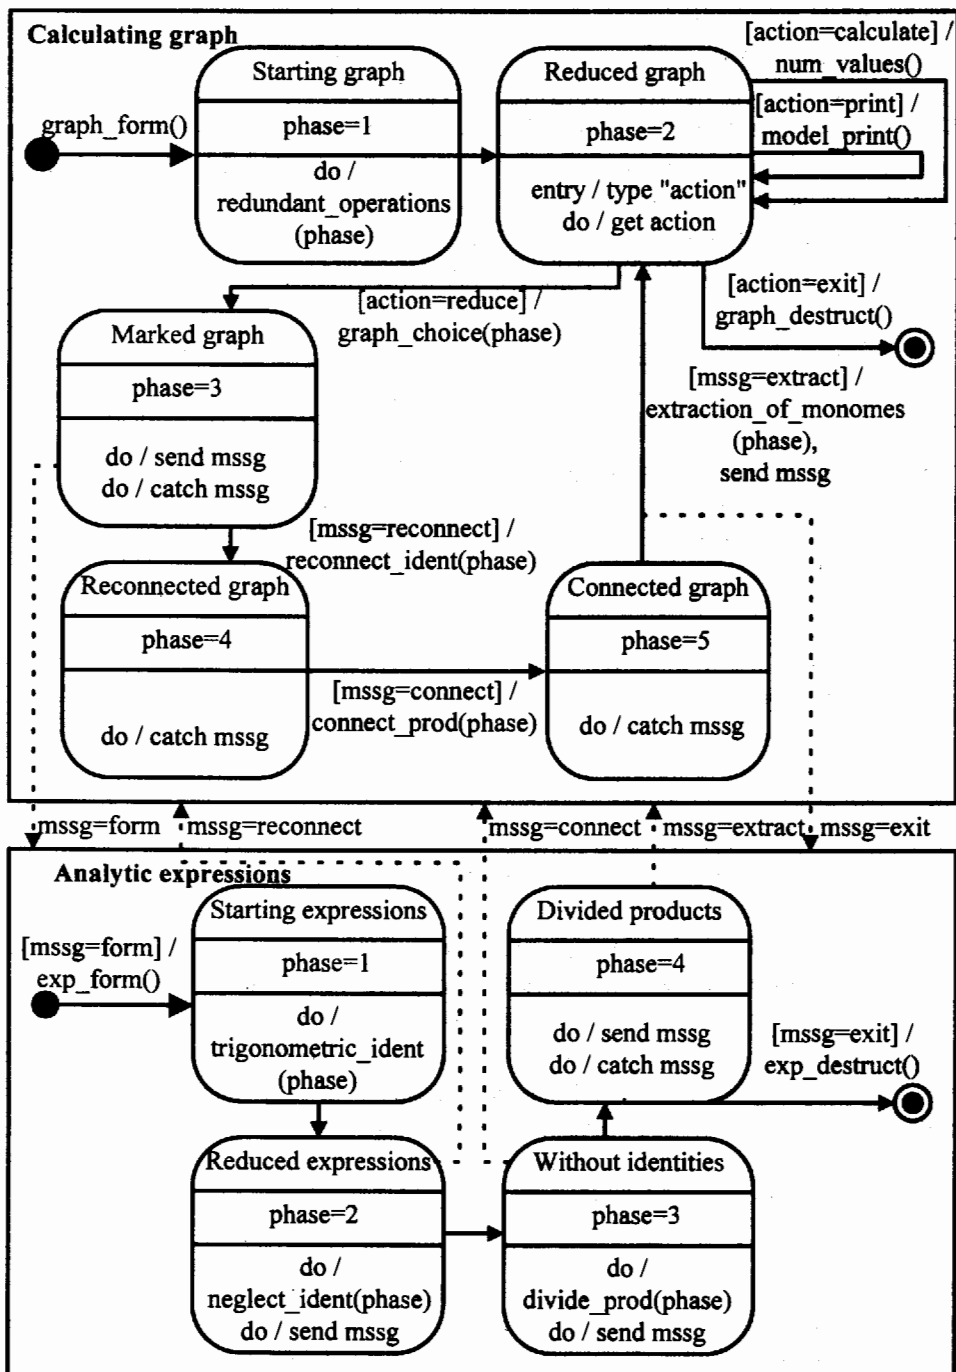 Calculating graph
Starting graph
phase=1
do /
redundant_operations
(phase)
graph_form()
Reduced graph
phase=2
entry / type "action"
do / get action
[action=calculate] /
num_values()
[action=print] /
model_print()
[action=reduce] /
graph_choice(phase)
[action=exit] /
graph_destruct()
Marked graph
phase=3
do / send mssg
do / catch mssg
[mssg=extract] /
extraction_of_monomes
(phase),
send mssg
[mssg=reconnect] /
reconnect_ident(phase)
Reconnected graph
phase=4
do / catch mssg
[mssg=connect] /
connect_prod(phase)
Connected graph
phase=5
do / catch mssg
mssg=form
mssg=reconnect
mssg=connect
mssg=extract
mssg=exit
Analytic expressions
[mssg=form] /
exp_form()
Starting expressions
phase=1
do /
trigonometric_ident
(phase)
Divided products
phase=4
do / send mssg
do / catch mssg
[mssg=exit] /
exp_destruct()
Reduced expressions
phase=2
do /
neglect_ident(phase)
do / send mssg
Without identities
phase=3
do /
divide_prod(phase)
do / send mssg